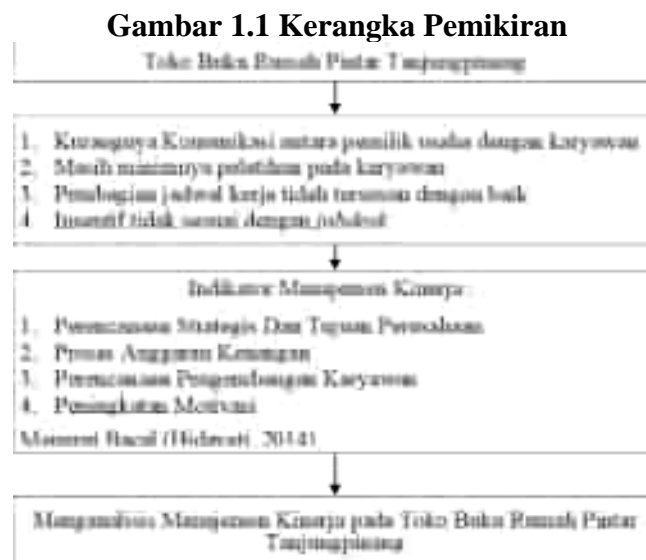 Gambar 1.1 Kerangka Pemikiran
Toko Buku Rumah Pintar Tanjungpinang
1. Kurangnya Komunikasi antara pemilik usaha dengan karyawan
2. Masih minimnya pelatihan pada karyawan
3. Pembagian jadwal kerja tidak tersusun dengan baik
4. Insentif tidak sesuai dengan jobdesk
Indikator Manajemen Kinerja
1. Perencanaan Strategis Dan Tujuan Perusahaan
2. Proses Anggaran Keuangan
3. Perencanaan Pengembangan Karyawan
4. Peningkatan Motivasi
Menurut (Hidayati, 2014)
Menganalisis Manajemen Kinerja pada Toko Buku Rumah Pintar
Tanjungpinang